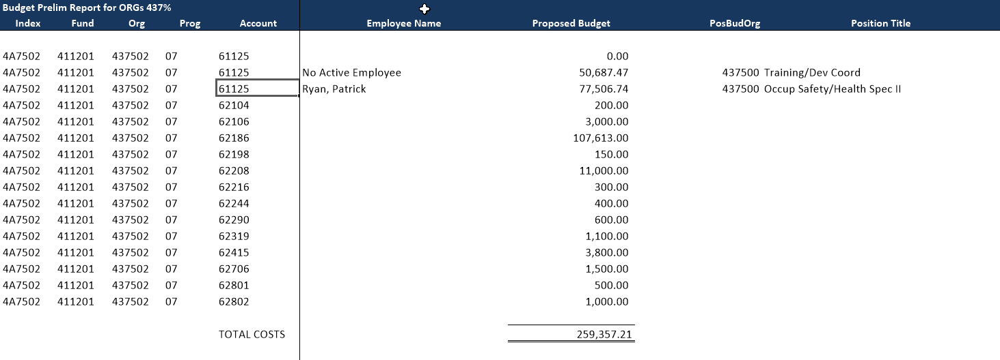 Budget Prelim Report for ORGs 437%
Index Fund Org Prog Account Employee Name Proposed Budget PosBudOrg Position Title
4A7502 411201 437502 07 61125 0.00
4A7502 411201 437502 07 61125 No Active Employee 50,687.47 437500 Training/Dev Coord
4A7502 411201 437502 07 61125 Ryan, Patrick 77,506.74 437500 Occup Safety/Health Spec II
4A7502 411201 437502 07 62104 200.00
4A7502 411201 437502 07 62106 3,000.00
4A7502 411201 437502 07 62186 107,613.00
4A7502 411201 437502 07 62198 150.00
4A7502 411201 437502 07 62208 11,000.00
4A7502 411201 437502 07 62216 300.00
4A7502 411201 437502 07 62244 400.00
4A7502 411201 437502 07 62290 600.00
4A7502 411201 437502 07 62319 1,100.00
4A7502 411201 437502 07 62415 3,800.00
4A7502 411201 437502 07 62706 1,500.00
4A7502 411201 437502 07 62801 500.00
4A7502 411201 437502 07 62802 1,000.00
TOTAL COSTS 259,357.21